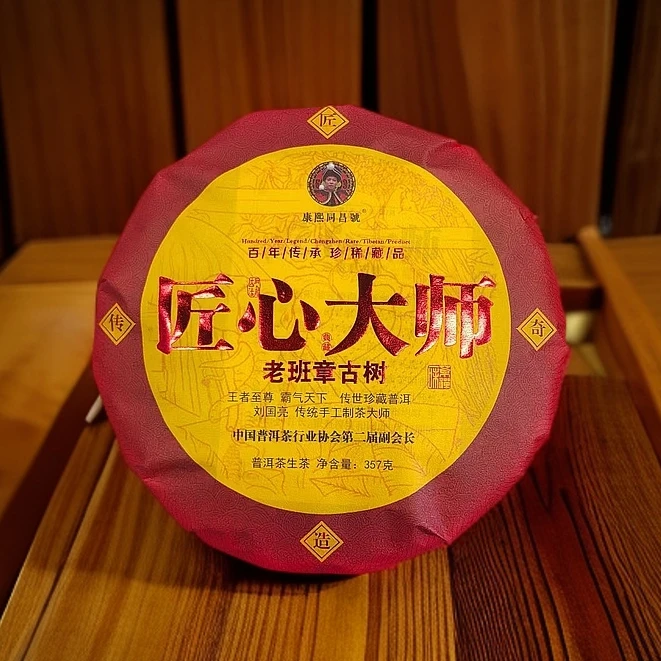 匠
康熙同昌號®
Hundred/Year/Legend/Chengzhen/Rare/Tibetan/Product
百/年/传/承 珍/稀/藏/品
匠心大师
老班章古树
王者至尊 霸气天下 传世珍藏普洱
刘国亮 传统手工制茶大师
中国普洱茶行业协会第二届副会长
普洱茶生茶 净含量：357克
传
奇
造